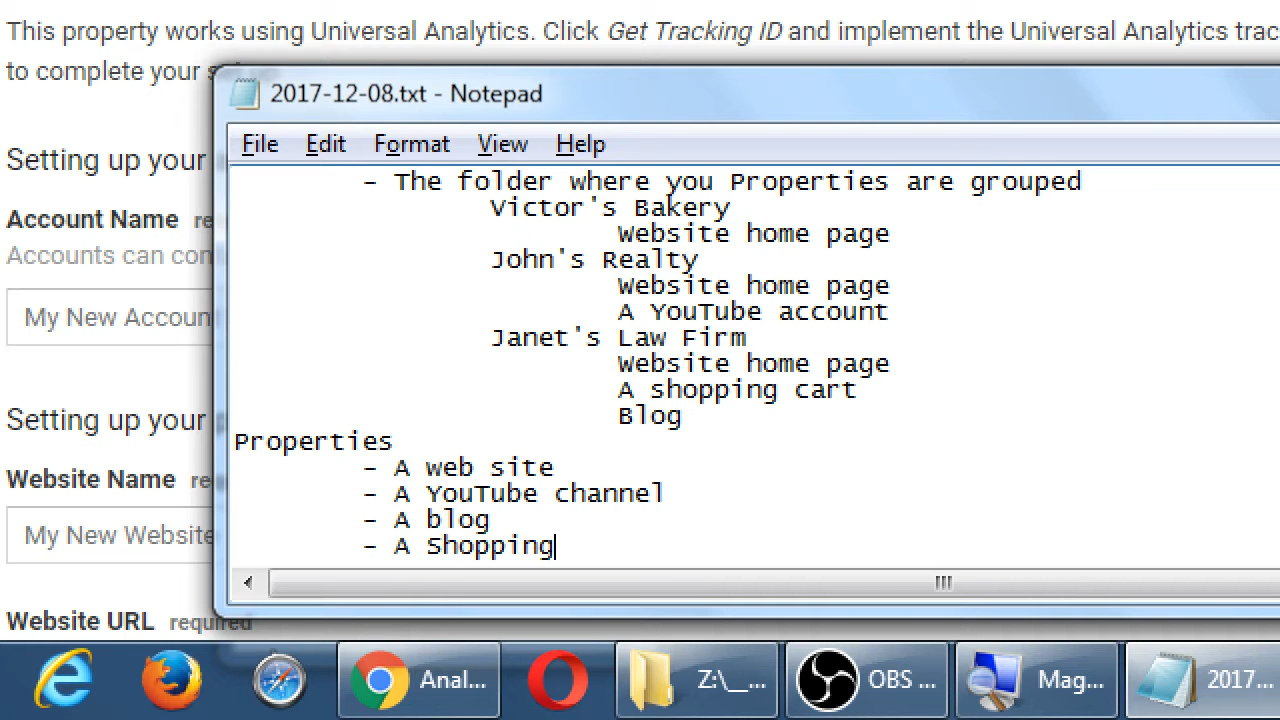 This property works using Universal Analytics. Click Get Tracking ID and implement the Universal Analytics trac
to complete your
2017-12-08.txt - Notepad
File Edit Format View Help
- The folder where you Properties are grouped
Victor's Bakery
Website home page
John's Realty
Website home page
A YouTube account
Janet's Law Firm
Website home page
A shopping cart
Blog
Properties
- A web site
- A YouTube channel
- A blog
- A Shopping
Setting up your
Account Name re
Accounts can con
My New Accoun
Setting up your
Website Name re
My New Website
Website URL required
Anal...
Z:\__...
OBS ...
Mag...
2017...